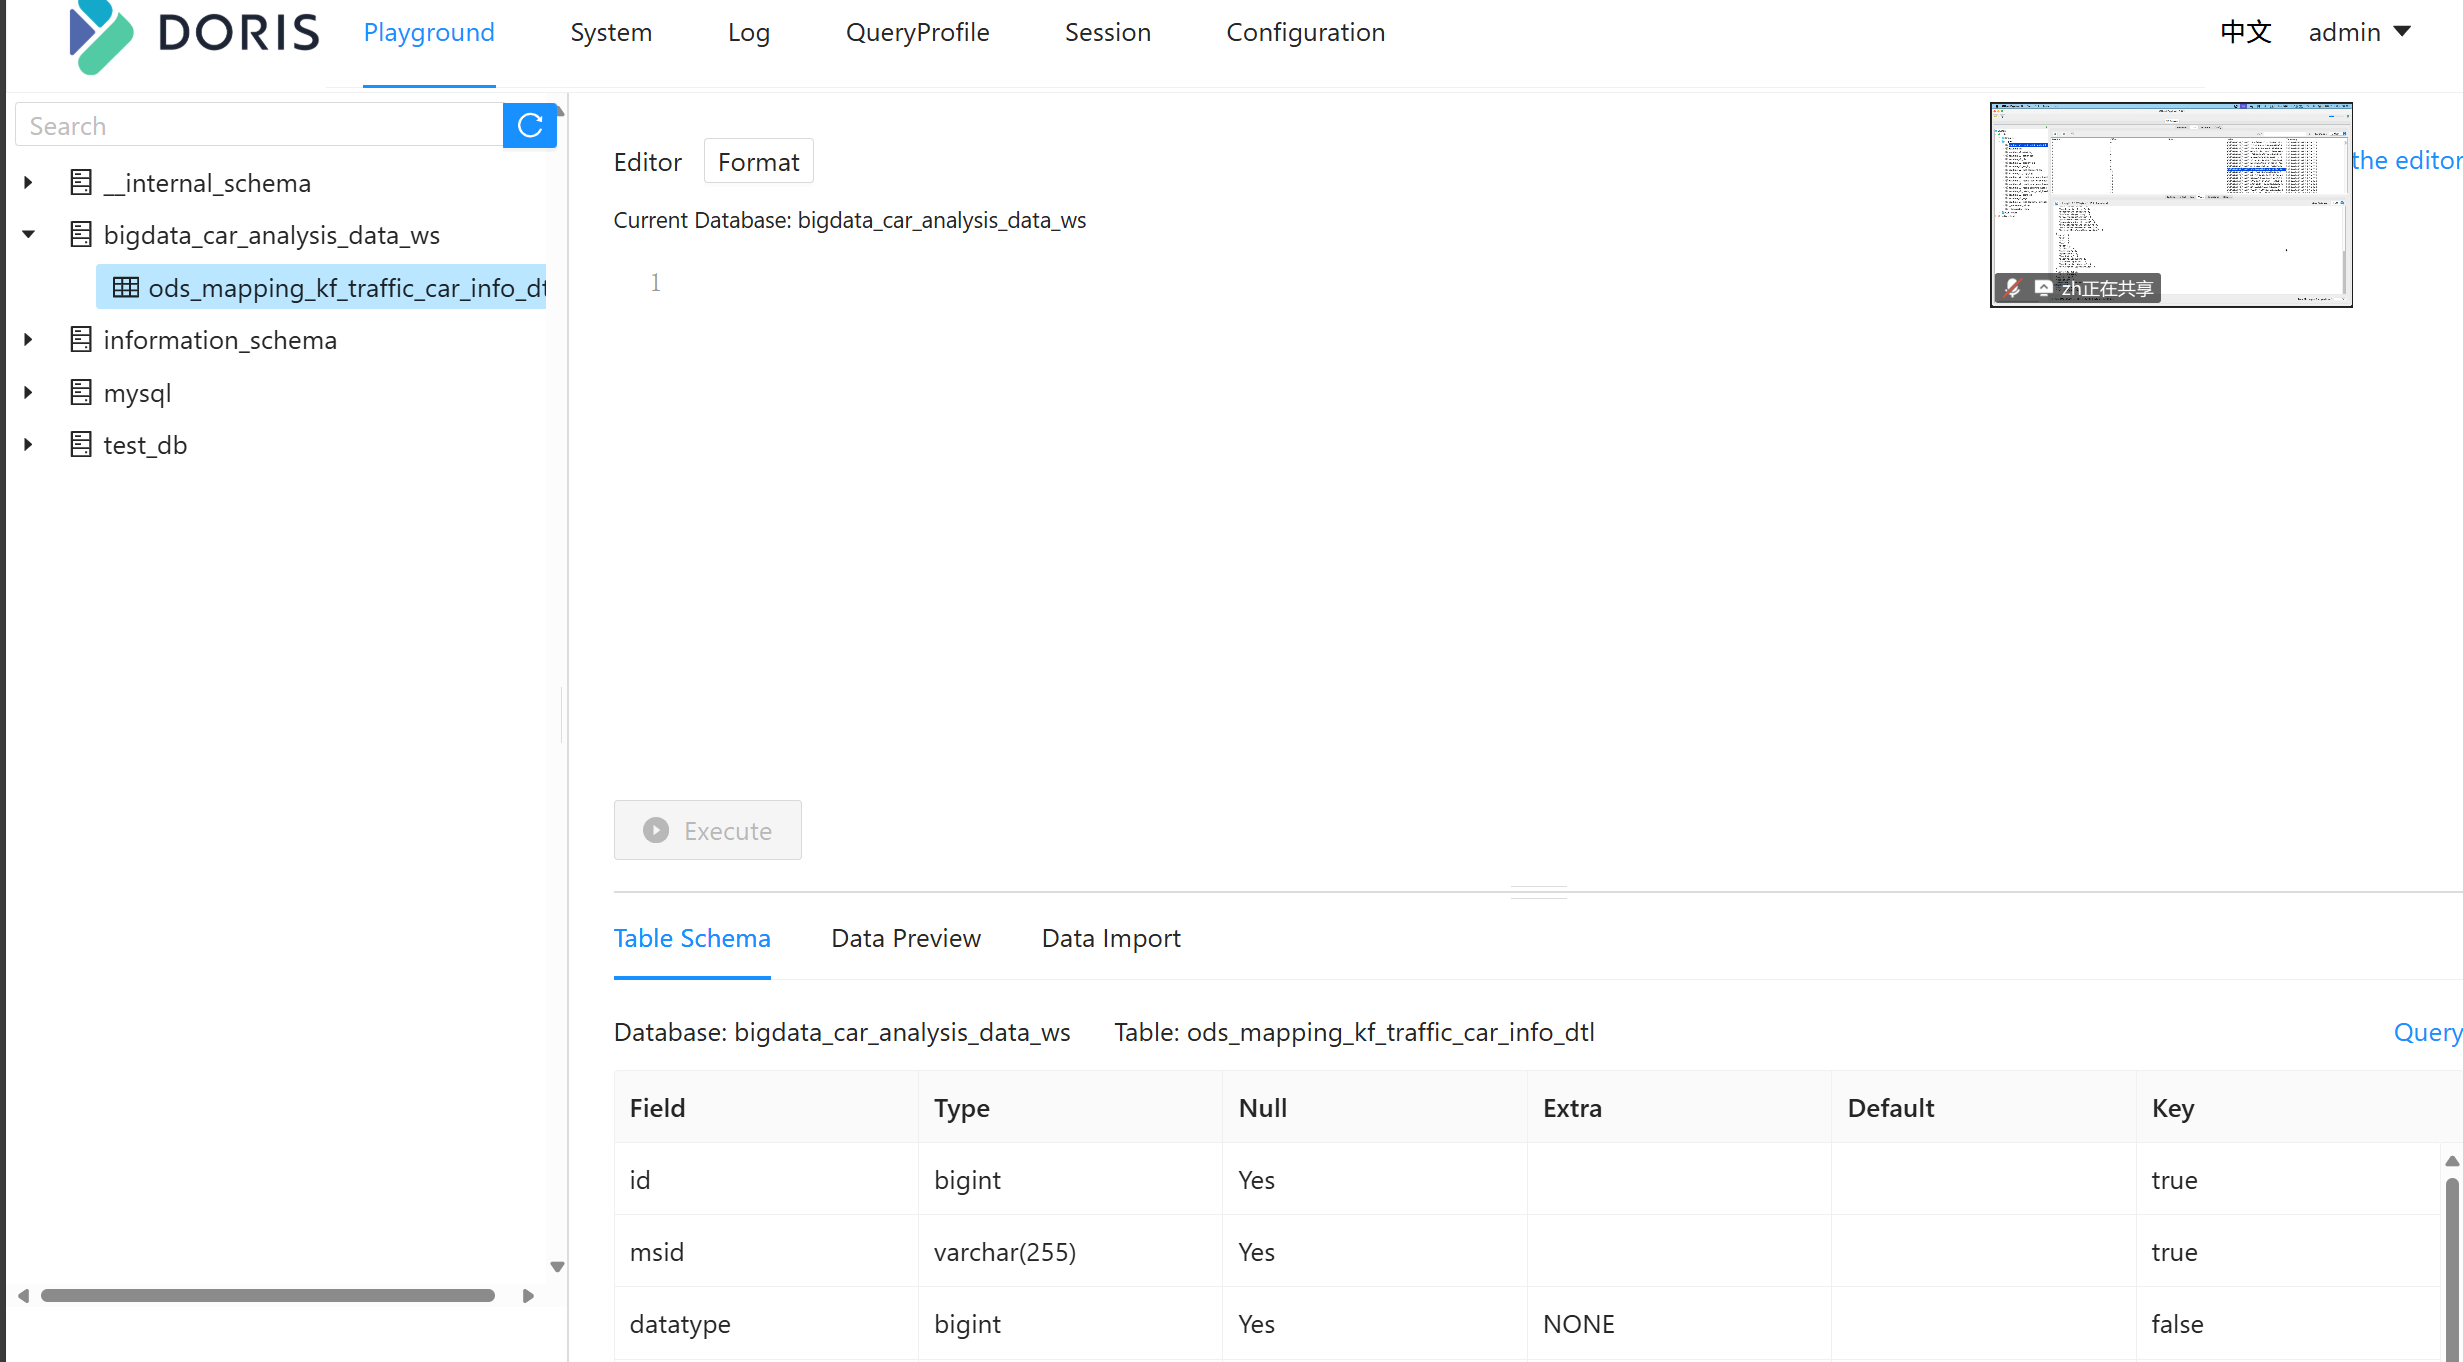 DORIS Playground System Log QueryProfile Session Configuration 中文 admin
Search
__internal_schema
bigdata_car_analysis_data_ws
ods_mapping_kf_traffic_car_info_dt
information_schema
mysql
test_db
Editor Format the editor
Current Database: bigdata_car_analysis_data_ws
1
zh正在共享
Execute
Table Schema Data Preview Data Import
Database: bigdata_car_analysis_data_ws Table: ods_mapping_kf_traffic_car_info_dtl Query
Field Type Null Extra Default Key
id bigint Yes true
msid varchar(255) Yes true
datatype bigint Yes NONE false